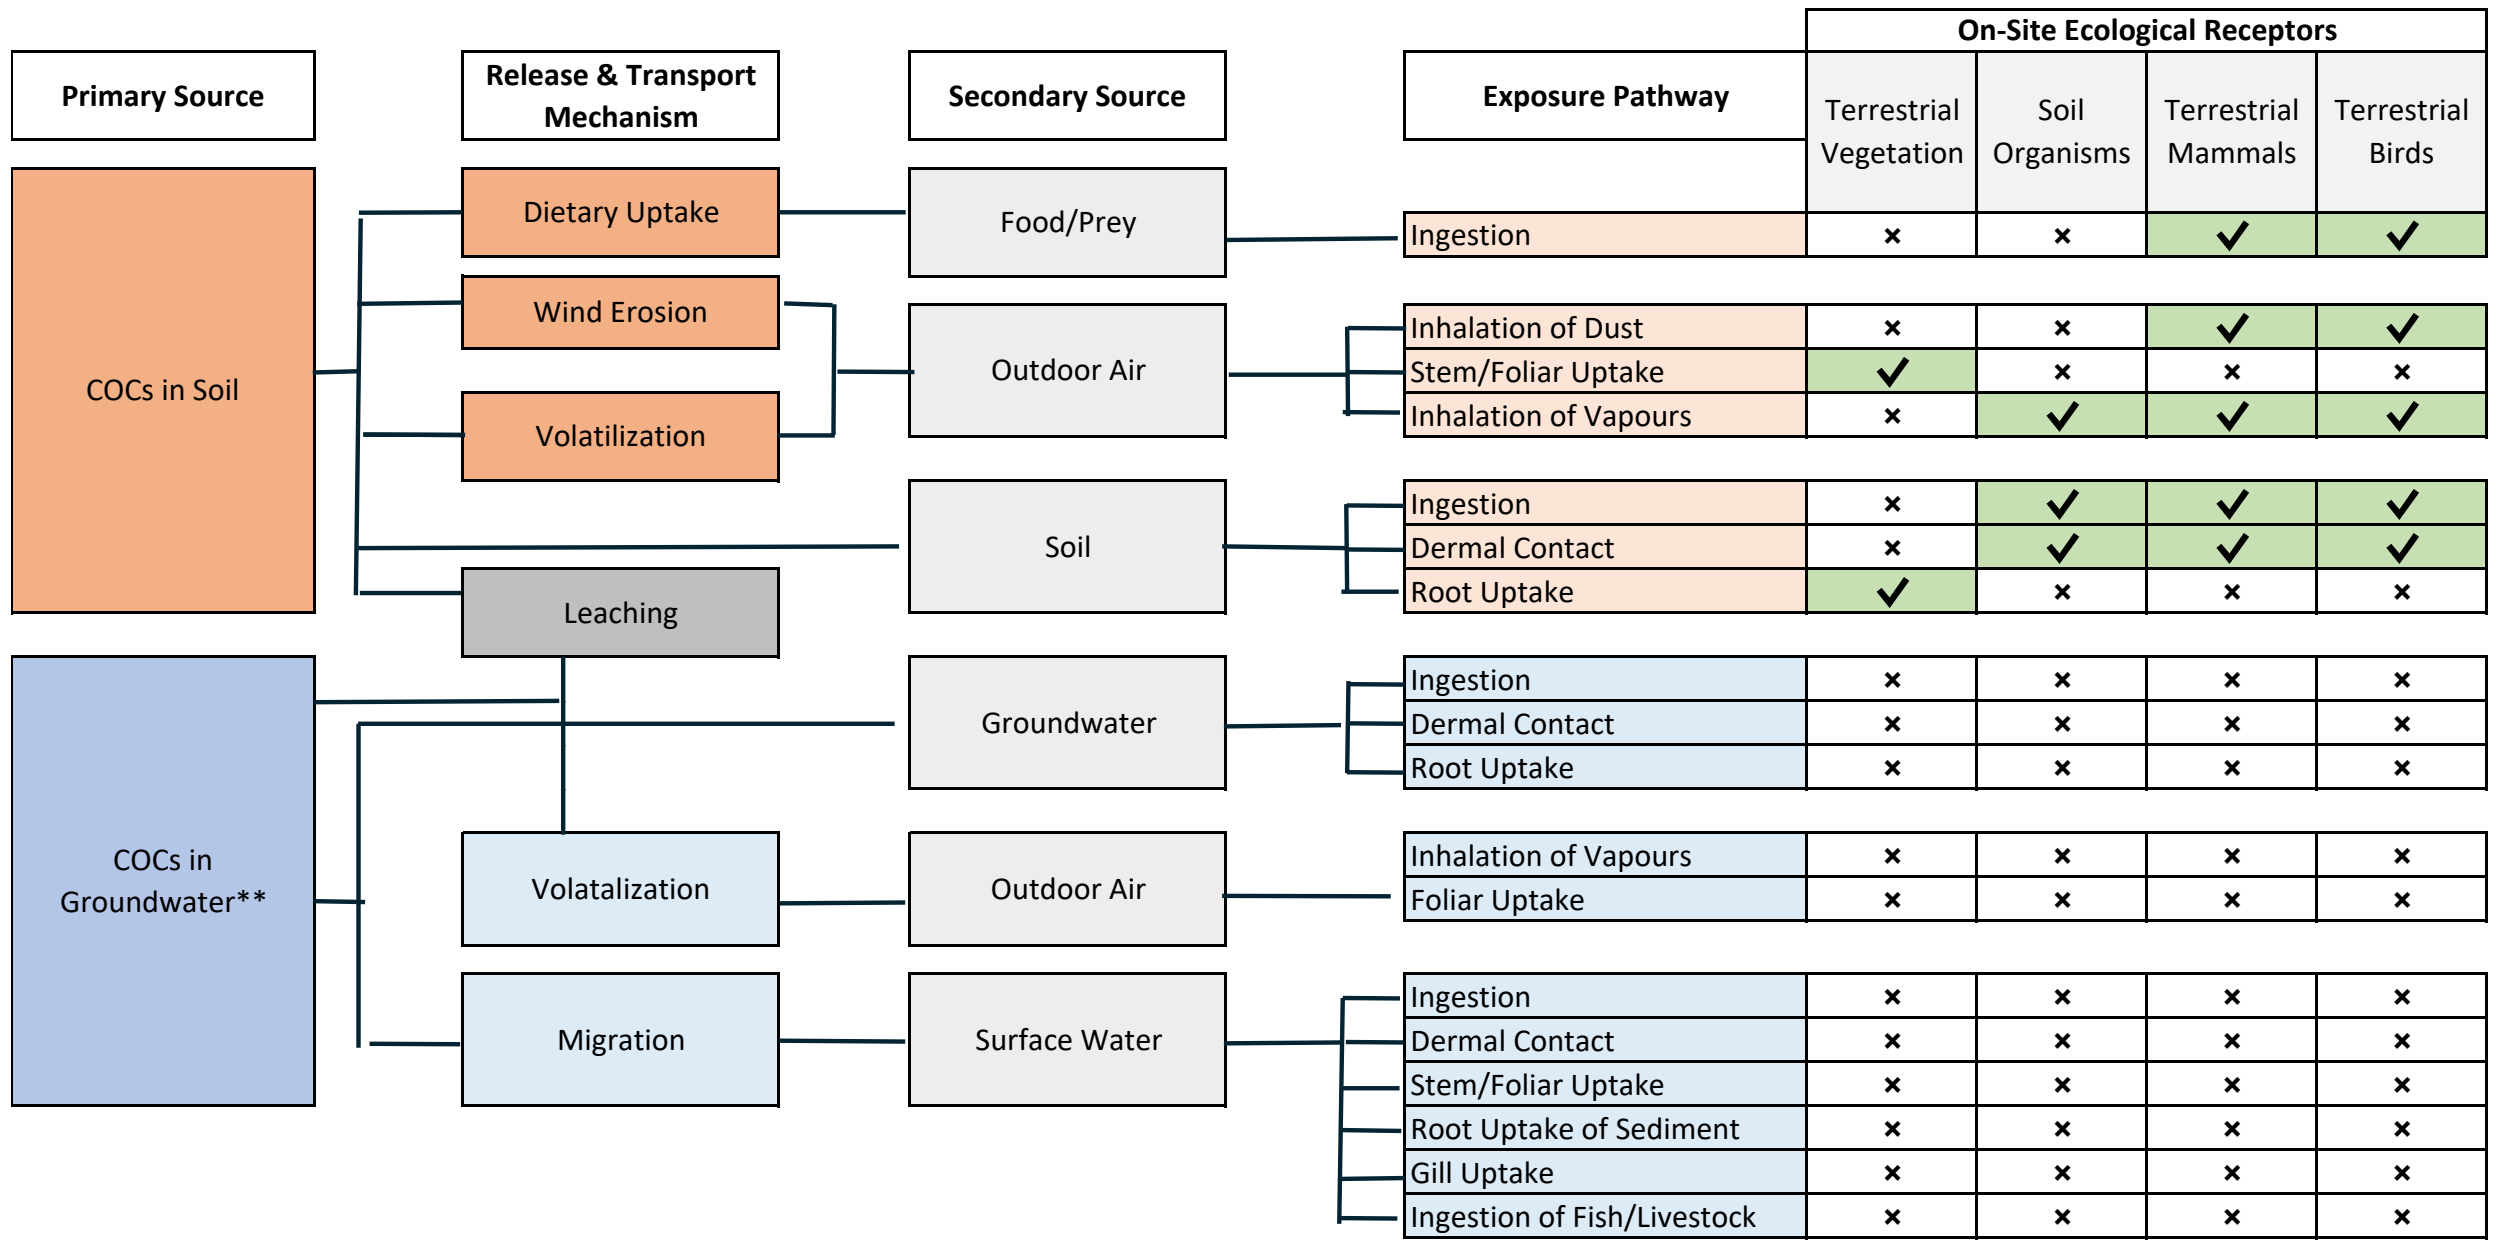 On-Site Ecological Receptors
Primary Source
Release & Transport
Mechanism
Secondary Source
Exposure Pathway
Terrestrial
Vegetation
Soil
Organisms
Terrestrial
Mammals
Terrestrial
Birds
COCs in Soil
Dietary Uptake
Food/Prey
Ingestion × × ✓ ✓
Wind Erosion
Volatilization
Outdoor Air
Inhalation of Dust × × ✓ ✓
Stem/Foliar Uptake ✓ × × ×
Inhalation of Vapours × ✓ ✓ ✓
Soil
Ingestion × ✓ ✓ ✓
Dermal Contact × ✓ ✓ ✓
Root Uptake ✓ × × ×
Leaching
COCs in
Groundwater**
Groundwater
Ingestion × × × ×
Dermal Contact × × × ×
Root Uptake × × × ×
Volatalization
Outdoor Air
Inhalation of Vapours × × × ×
Foliar Uptake × × × ×
Migration
Surface Water
Ingestion × × × ×
Dermal Contact × × × ×
Stem/Foliar Uptake × × × ×
Root Uptake of Sediment × × × ×
Gill Uptake × × × ×
Ingestion of Fish/Livestock × × × ×